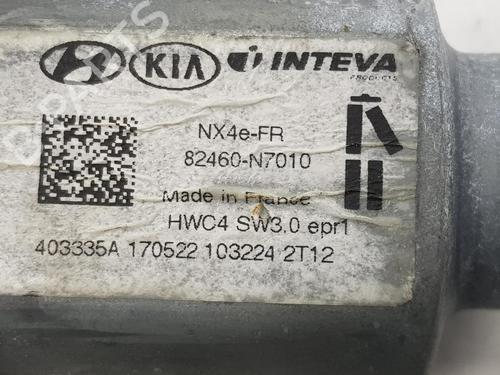 KIA INTEVA
PRODUCTS
NX4e-FR
82460-N7010
Made in France
HWC4 SW3.0 epr1
403335A 170522 103224 2T12